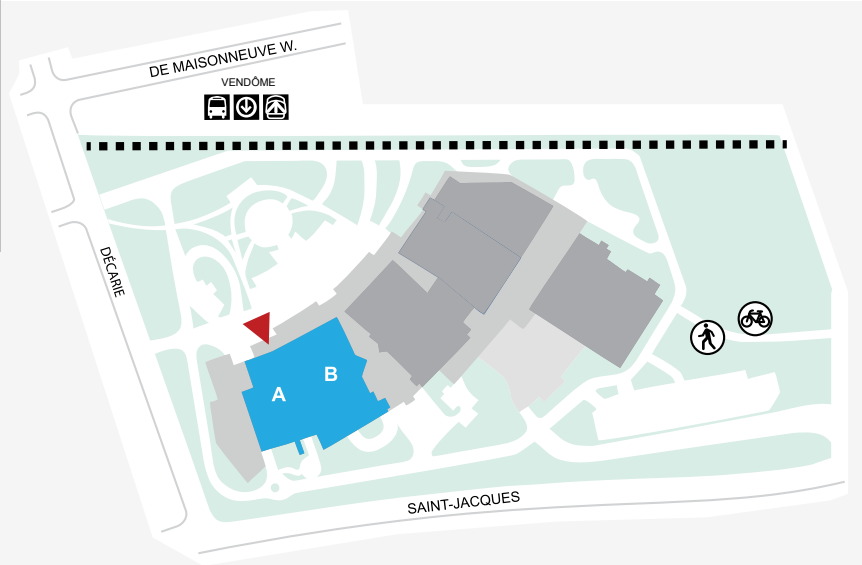 DE MAISONNEUVE W.
VENDÔME
DÉCARIE
A
B
SAINT-JACQUES